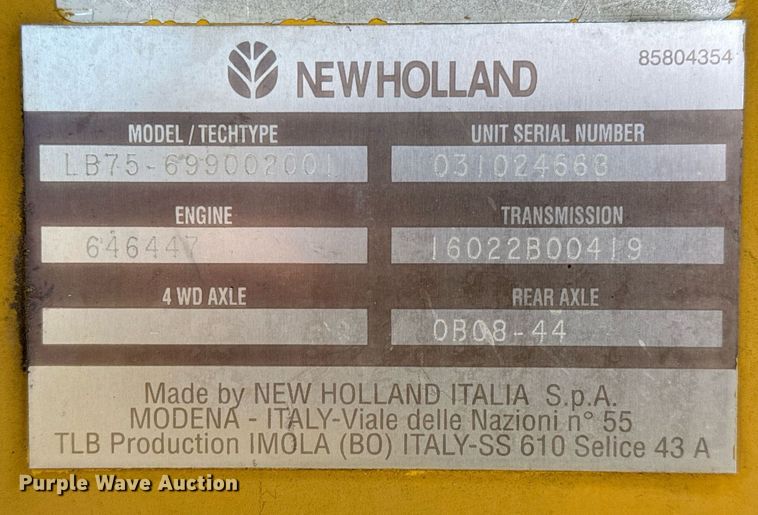 NEW HOLLAND
85804354
MODEL / TECHTYPE
UNIT SERIAL NUMBER
LB75-699002001
031024668
ENGINE
TRANSMISSION
646447
16022B00419
4 WD AXLE
REAR AXLE
-
0B08-44
Made by NEW HOLLAND ITALIA S.p.A.
MODENA - ITALY-Viale delle Nazioni n° 55
TLB Production IMOLA (BO) ITALY-SS 610 Selice 43 A
Purple Wave Auction